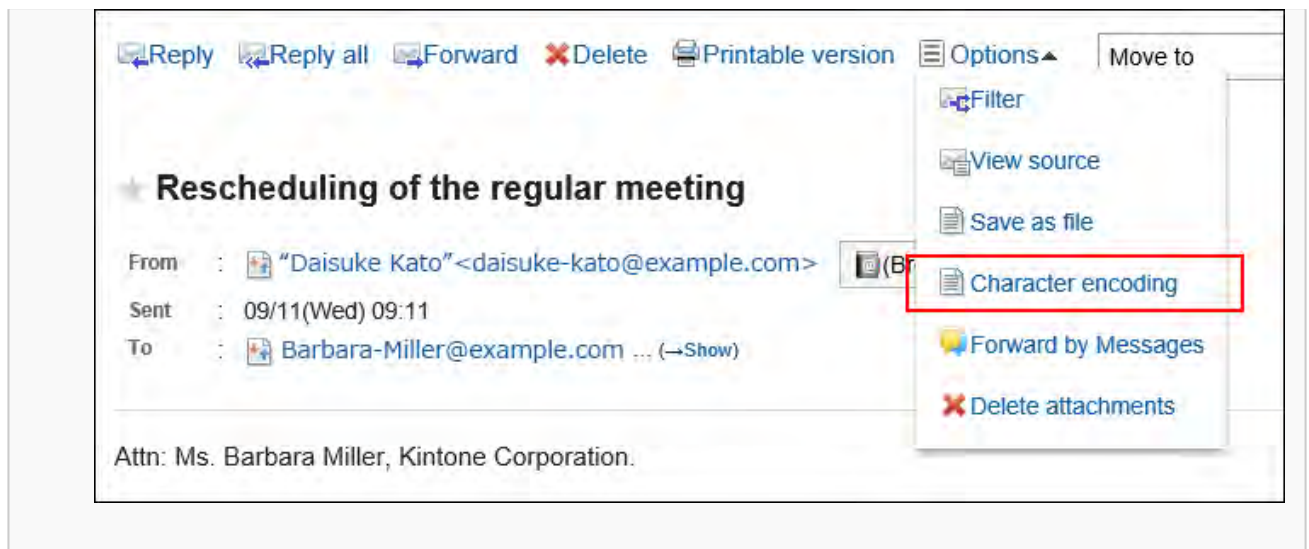 Reply Reply all Forward Delete Printable version Options▲ Move to
Filter
View source
Rescheduling of the regular meeting
Save as file
From : “Daisuke Kato”<daisuke-kato@example.com>
Character encoding
Sent : 09/11(Wed) 09:11
To : Barbara-Miller@example.com ... (→Show)
Forward by Messages
Delete attachments
Attn: Ms. Barbara Miller, Kintone Corporation.